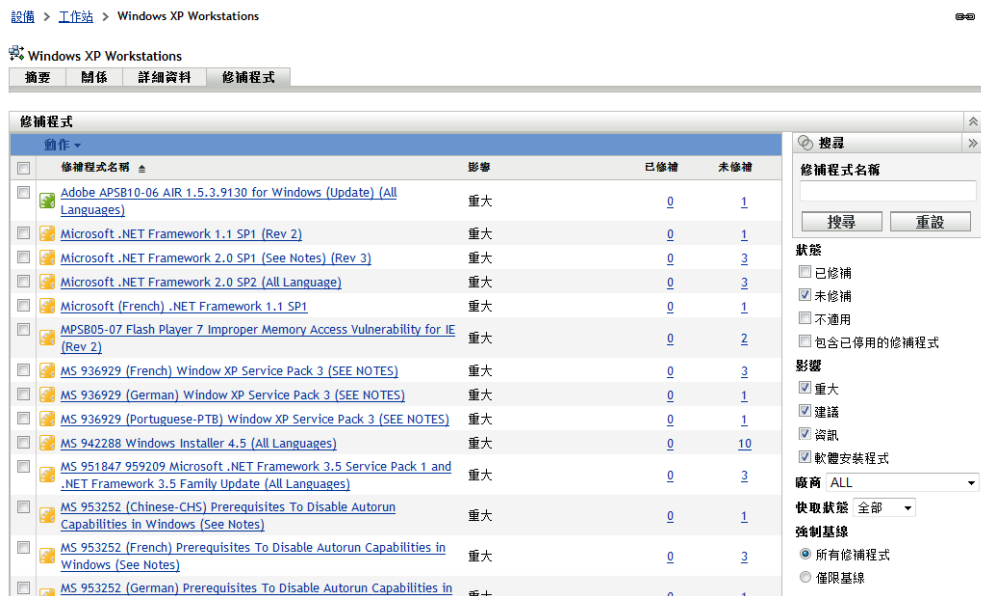 設備 > 工作站 > Windows XP Workstations
Windows XP Workstations
摘要 關係 詳細資料 修補程式
修補程式
動作
修補程式名稱 影響 已修補 未修補
Adobe APSB10-06 AIR 1.5.3.9130 for Windows (Update) (All
Languages) 重大 0 1
Microsoft .NET Framework 1.1 SP1 (Rev 2) 重大 0 1
Microsoft .NET Framework 2.0 SP1 (See Notes) (Rev 3) 重大 0 3
Microsoft .NET Framework 2.0 SP2 (All Language) 重大 0 3
Microsoft (French) .NET Framework 1.1 SP1 重大 0 1
MPSB05-07 Flash Player 7 Improper Memory Access Vulnerability for IE
(Rev 2) 重大 0 2
MS 936929 (French) Window XP Service Pack 3 (SEE NOTES) 重大 0 3
MS 936929 (German) Window XP Service Pack 3 (SEE NOTES) 重大 0 1
MS 936929 (Portuguese-PTB) Window XP Service Pack 3 (SEE NOTES) 重大 0 1
MS 942288 Windows Installer 4.5 (All Languages) 重大 0 10
MS 951847 959209 Microsoft .NET Framework 3.5 Service Pack 1 and
.NET Framework 3.5 Family Update (All Languages) 重大 0 3
MS 953252 (Chinese-CHS) Prerequisites To Disable Autorun
Capabilities in Windows (See Notes) 重大 0 1
MS 953252 (French) Prerequisites To Disable Autorun Capabilities in
Windows (See Notes) 重大 0 3
MS 953252 (German) Prerequisites To Disable Autorun Capabilities in
重大 0 1
搜尋
修補程式名稱
搜尋 重設
狀態
已修補
未修補
不適用
包含已停用的修補程式
影響
重大
建議
資訊
軟體安裝程式
廠商 ALL
快取狀態 全部
強制基線
所有修補程式
僅限基線